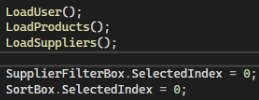 LoadUser();
LoadProducts();
LoadSuppliers();
SupplierFilterBox.SelectedIndex = 0;
SortBox.SelectedIndex = 0;